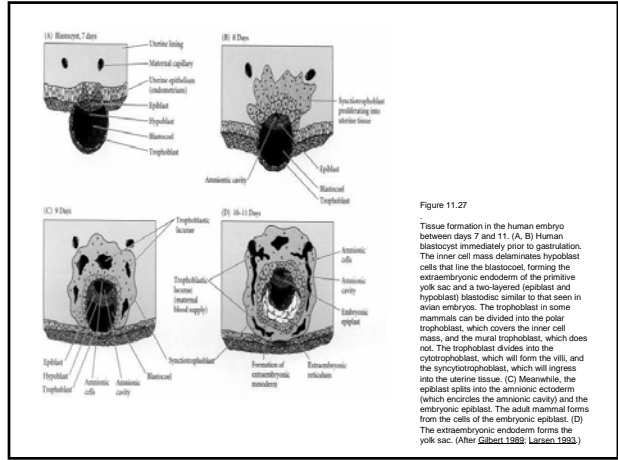 (A) Blastocyst, 7 days
Uterine lining
Maternal capillary
Uterine epithelium
(endometrium)
Epiblast
Hypoblast
Blastocoel
Trophoblast
(B) 8 Days
Synctiotrophoblast
proliferating into
uterine tissue
Epiblast
Blastocoel
Trophoblast
Amnionic cavity
(C) 9 Days
Trophoblastic
lacunae
Epiblast
Hypoblast
Trophoblast
Amnionic
cells
Amnionic
cavity
Blastocoel
Synctiotrophoblast
(D) 10-11 Days
Trophoblastic
lacunae
(maternal
blood supply)
Amnionic
cells
Amnionic
cavity
Embryonic
epiplast
Formation of
extraembryonic
mesoderm
Extraembryonic
reticulum
Figure 11.27
.
Tissue formation in the human embryo
between days 7 and 11. (A, B) Human
blastocyst immediately prior to gastrulation.
The inner cell mass delaminates hypoblast
cells that line the blastocoel, forming the
extraembryonic endoderm of the primitive
yolk sac and a two-layered (epiblast and
hypoblast) blastodisc similar to that seen in
avian embryos. The trophoblast in some
mammals can be divided into the polar
trophoblast, which covers the inner cell
mass, and the mural trophoblast, which does
not. The trophoblast divides into the
cytotrophoblast, which will form the villi, and
the syncytiotrophoblast, which will ingress
into the uterine tissue. (C) Meanwhile, the
epiblast splits into the amnionic ectoderm
(which encircles the amnionic cavity) and the
embryonic epiblast. The adult mammal forms
from the cells of the embryonic epiblast. (D)
The extraembryonic endoderm forms the
yolk sac. (After Gilbert 1989; Larsen 1993.)